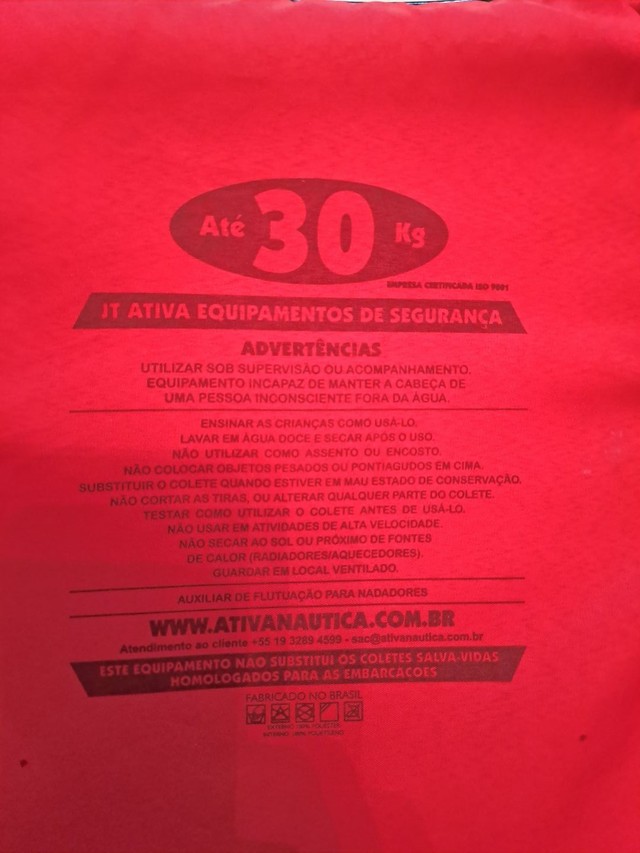 Até 30 Kg
EMPRESA CERTIFICADA ISO 9001
JT ATIVA EQUIPAMENTOS DE SEGURANÇA
ADVERTÊNCIAS
UTILIZAR SOB SUPERVISÃO OU ACOMPANHAMENTO.
EQUIPAMENTO INCAPAZ DE MANTER A CABEÇA DE
UMA PESSOA INCONSCIENTE FORA DA ÁGUA.
ENSINAR AS CRIANÇAS COMO USÁ-LO.
LAVAR EM ÁGUA DOCE E SECAR APÓS O USO.
NÃO UTILIZAR COMO ASSENTO OU ENCOSTO.
NÃO COLOCAR OBJETOS PESADOS OU PONTIAGUDOS EM CIMA.
SUBSTITUIR O COLETE QUANDO ESTIVER EM MAU ESTADO DE CONSERVAÇÃO.
NÃO CORTAR AS TIRAS, OU ALTERAR QUALQUER PARTE DO COLETE.
TESTAR COMO UTILIZAR O COLETE ANTES DE USÁ-LO.
NÃO USAR EM ATIVIDADES DE ALTA VELOCIDADE.
NÃO SECAR AO SOL OU PRÓXIMO DE FONTES
DE CALOR (RADIADORES/AQUECEDORES).
GUARDAR EM LOCAL VENTILADO.
AUXILIAR DE FLUTUAÇÃO PARA NADADORES
WWW.ATIVANAUTICA.COM.BR
Atendimento ao cliente +55 19 3289 4599 - sac@ativanautica.com.br
ESTE EQUIPAMENTO NÃO SUBSTITUI OS COLETES SALVA-VIDAS
HOMOLOGADOS PARA AS EMBARCACOES
FABRICADO NO BRASIL
EXTERNO: 100% POLIESTER
INTERNO: 100% POLIETILENO